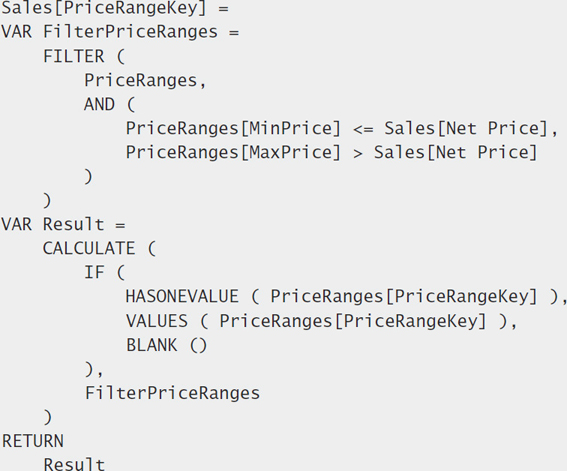 Sales[PriceRangeKey] =
VAR FilterPriceRanges =
    FILTER (
        PriceRanges,
        AND (
            PriceRanges[MinPrice] <= Sales[Net Price],
            PriceRanges[MaxPrice] > Sales[Net Price]
        )
    )
VAR Result =
    CALCULATE (
        IF (
            HASONEVALUE ( PriceRanges[PriceRangeKey] ),
            VALUES ( PriceRanges[PriceRangeKey] ),
            BLANK ()
        ),
        FilterPriceRanges
    )
RETURN
    Result